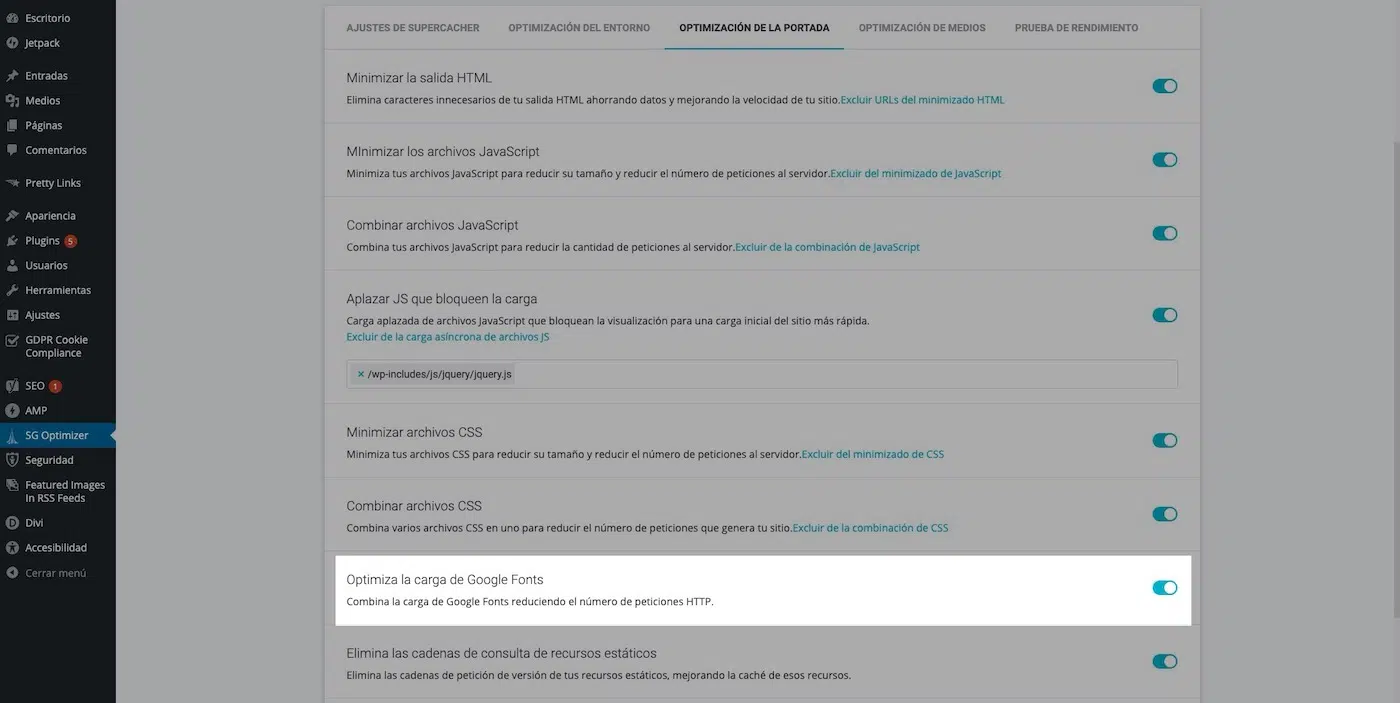 Escritorio
Jetpack
Entradas
Medios
Páginas
Comentarios
Pretty Links
Apariencia
Plugins 5
Usuarios
Herramientas
Ajustes
GDPR Cookie
Compliance
SEO 1
AMP
SG Optimizer
Seguridad
Featured Images
In RSS Feeds
Divi
Accesibilidad
Cerrar menú
AJUSTES DE SUPERCACHER OPTIMIZACIÓN DEL ENTORNO OPTIMIZACIÓN DE LA PORTADA OPTIMIZACIÓN DE MEDIOS PRUEBA DE RENDIMIENTO
Minimizar la salida HTML
Elimina caracteres innecesarios de tu salida HTML ahorrando datos y mejorando la velocidad de tu sitio.Excluir URLs del minimizado HTML
MInimizar los archivos JavaScript
Minimiza tus archivos JavaScript para reducir su tamaño y reducir el número de peticiones al servidor.Excluir del minimizado de JavaScript
Combinar archivos JavaScript
Combina tus archivos JavaScript para reducir la cantidad de peticiones al servidor.Excluir de la combinación de JavaScript
Aplazar JS que bloqueen la carga
Carga aplazada de archivos JavaScript que bloquean la visualización para una carga inicial del sitio más rápida.
Excluir de la carga asíncrona de archivos JS
× /wp-includes/js/jquery/jquery.js
Minimizar archivos CSS
Minimiza tus archivos CSS para reducir su tamaño y reducir el número de peticiones al servidor.Excluir del minimizado de CSS
Combinar archivos CSS
Combina varios archivos CSS en uno para reducir el número de peticiones que genera tu sitio.Excluir de la combinación de CSS
Optimiza la carga de Google Fonts
Combina la carga de Google Fonts reduciendo el número de peticiones HTTP.
Elimina las cadenas de consulta de recursos estáticos
Elimina las cadenas de petición de versión de tus recursos estáticos, mejorando la caché de esos recursos.